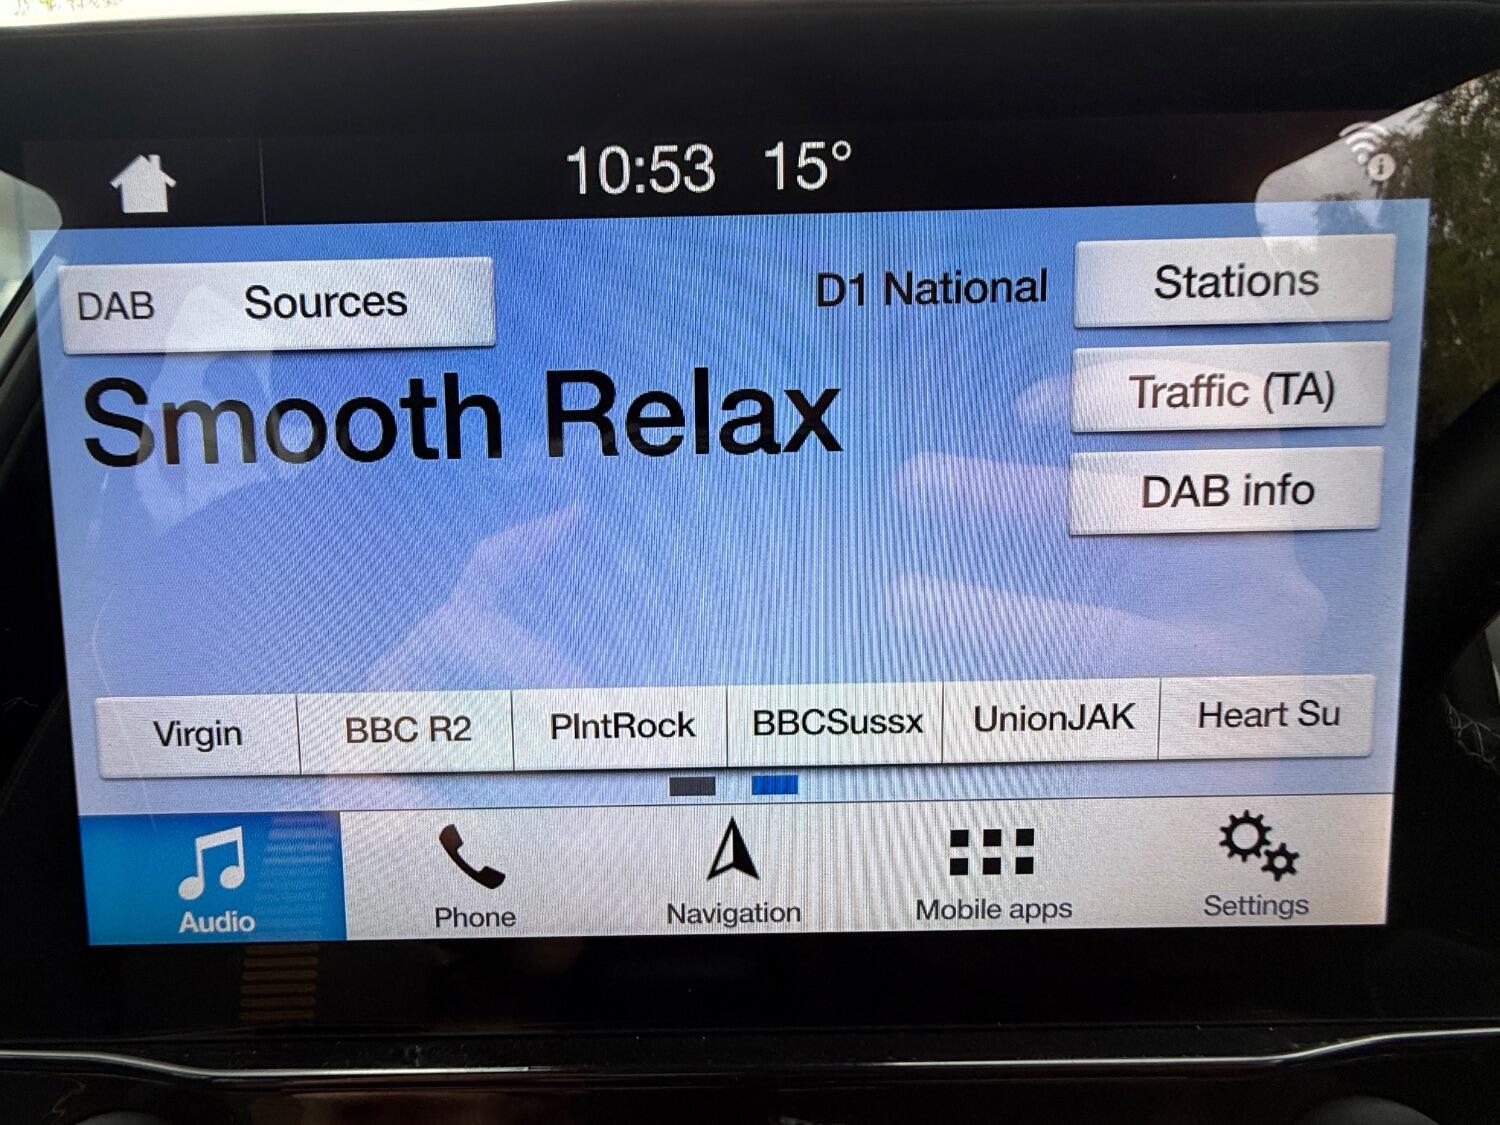 10:53 15°
DAB Sources
D1 National
Stations
Smooth Relax
Traffic (TA)
DAB info
Virgin
BBC R2
PlntRock
BBCSussx
UnionJAK
Heart Su
Audio
Phone
Navigation
Mobile apps
Settings